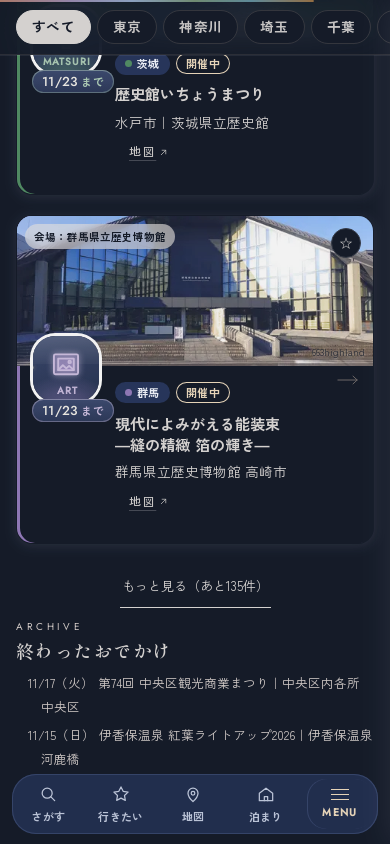 すべて
東京
神奈川
埼玉
千葉
MATSURI
11/23 まで
茨城
開催中
歴史館いちょうまつり
水戸市｜茨城県立歴史館
地図 ↗
会場：群馬県立歴史博物館
663highland
ART
11/23 まで
群馬
開催中
現代によみがえる能装束
―縫の精緻 箔の輝き―
群馬県立歴史博物館 高崎市
地図 ↗
もっと見る（あと135件）
ARCHIVE
終わったおでかけ
11/17（火） 第74回 中央区観光商業まつり｜中央区内各所
中央区
11/15（日） 伊香保温泉 紅葉ライトアップ2026｜伊香保温泉
河鹿橋
さがす
行きたい
地図
泊まり
MENU